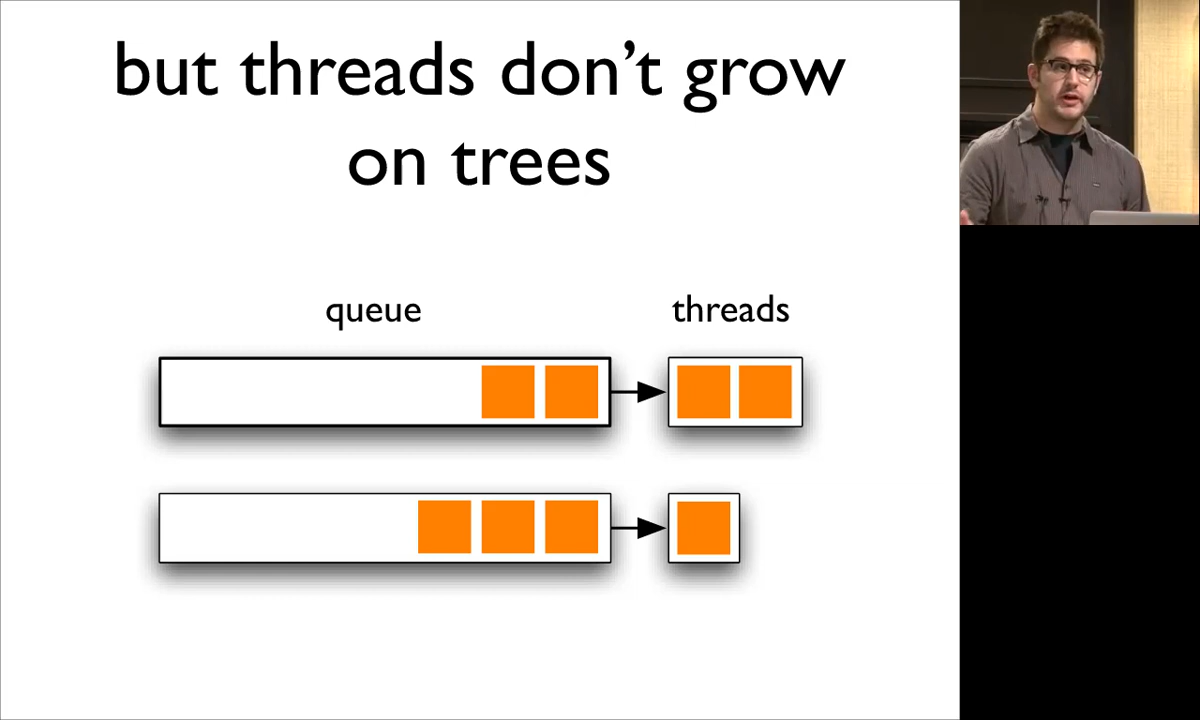 but threads don’t grow
on trees
queue
threads